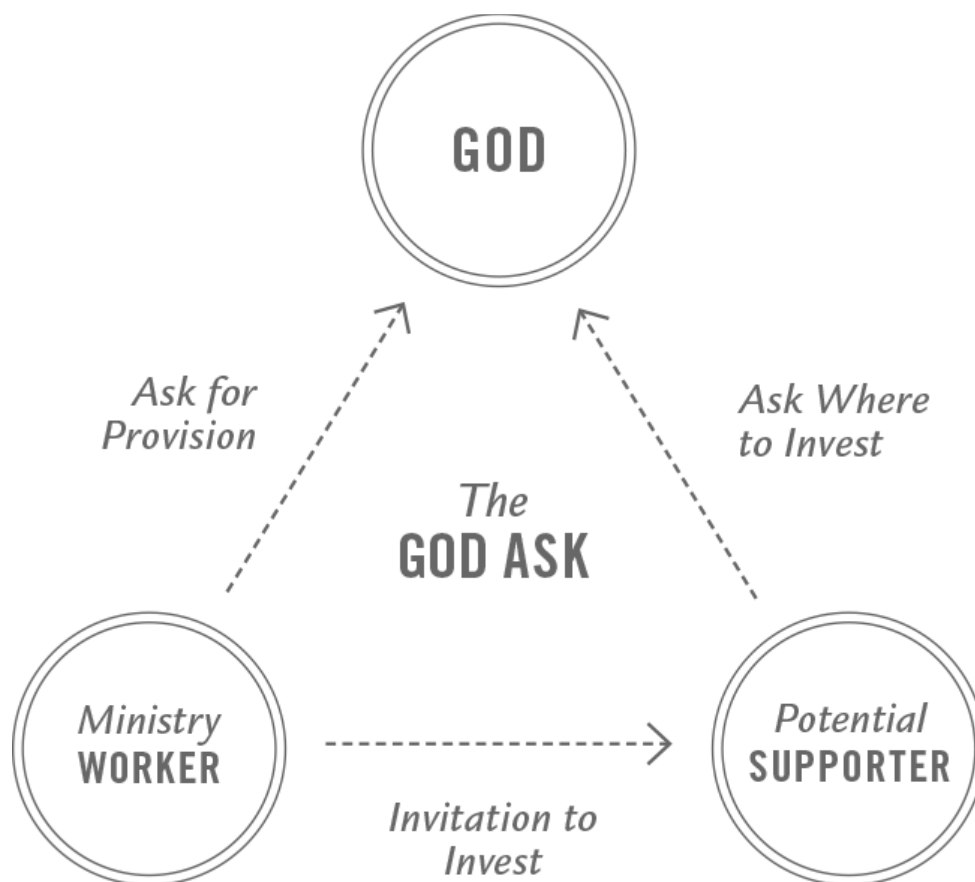 GOD
Ask for
Provision
Ask Where
to Invest
The
GOD ASK
Ministry
WORKER
Potential
SUPPORTER
Invitation to
Invest